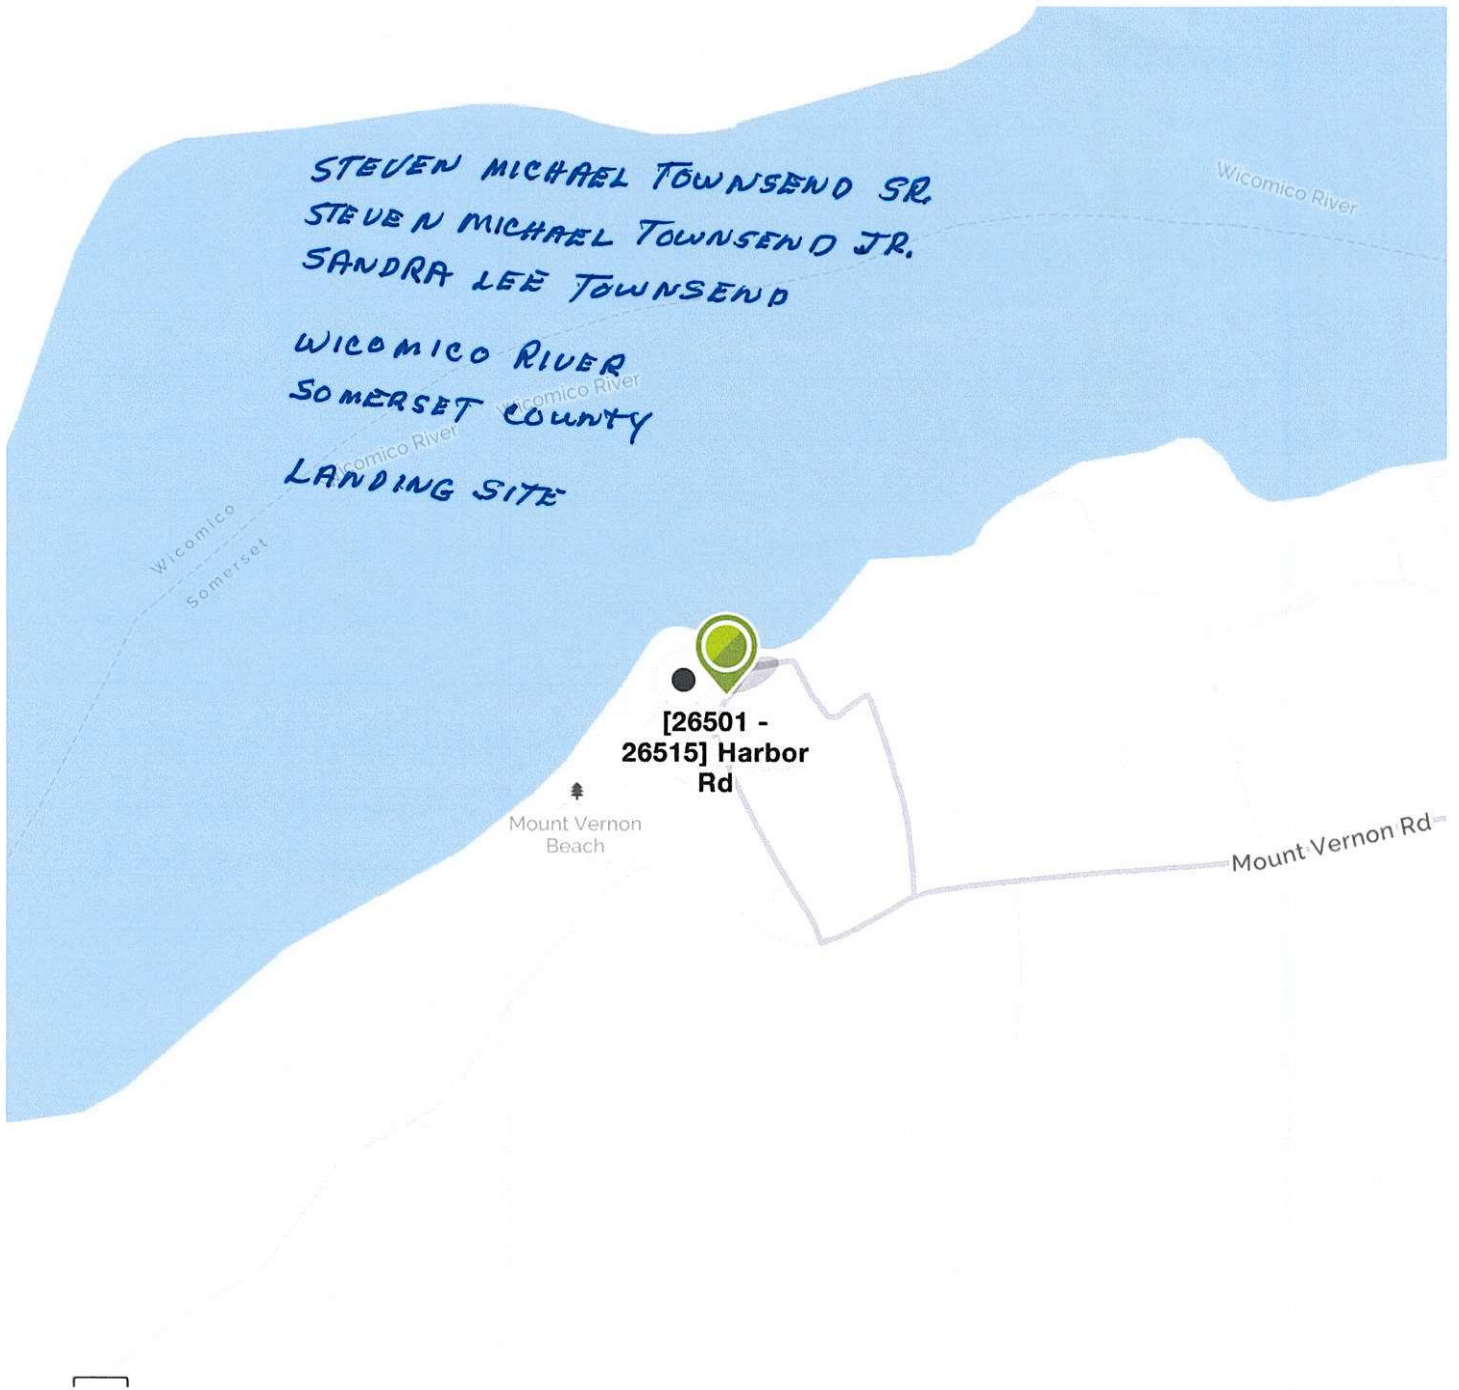 STEVEN MICHAEL TOWNSEND SR.
Wicomico River
STEVEN MICHAEL TOWNSEND JR.
SANDRA LEE TOWNSEND
WICOMICO RIVER
Wicomico River
SOMERSET COUNTY
Wicomico River
LANDING SITE
Wicomico
Somerset
[26501 -
26515] Harbor
Rd
Mount Vernon
Beach
Mount Vernon Rd